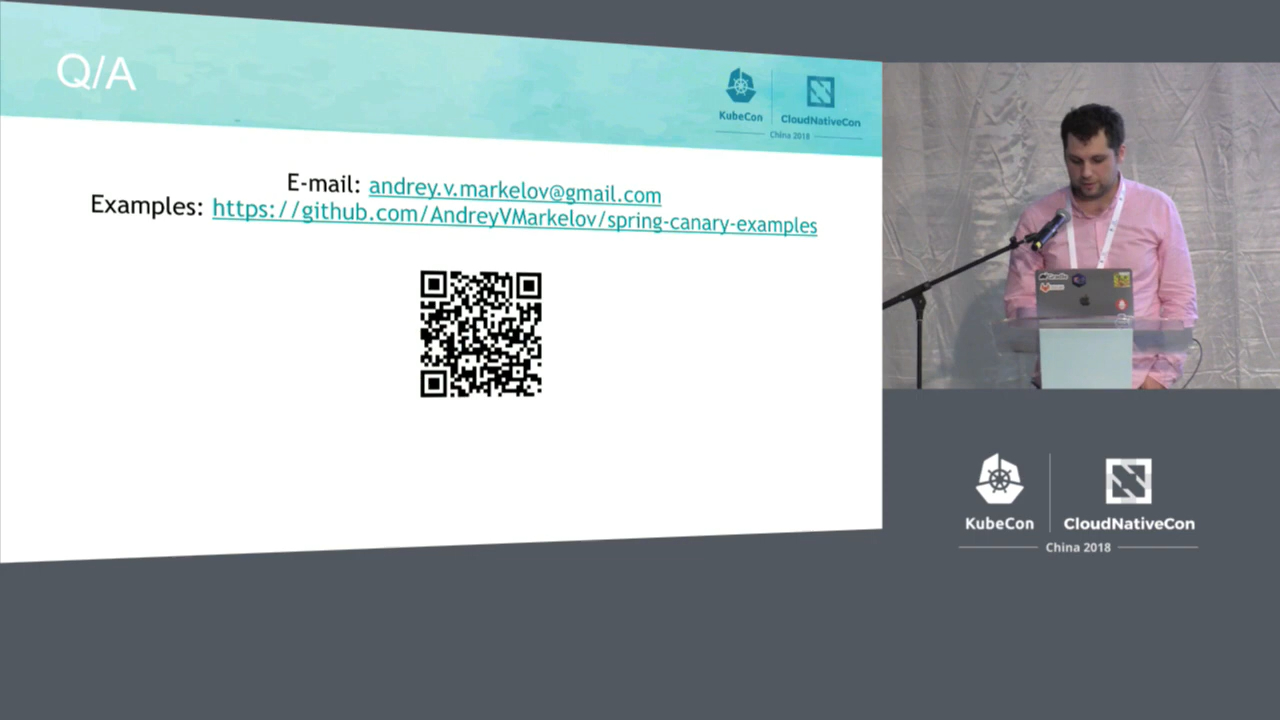 Q/A
KubeCon
CloudNativeCon
China 2018
E-mail: andrey.v.markelov@gmail.com
Examples: https://github.com/AndreyVMarkelov/spring-canary-examples
KubeCon
CloudNativeCon
China 2018